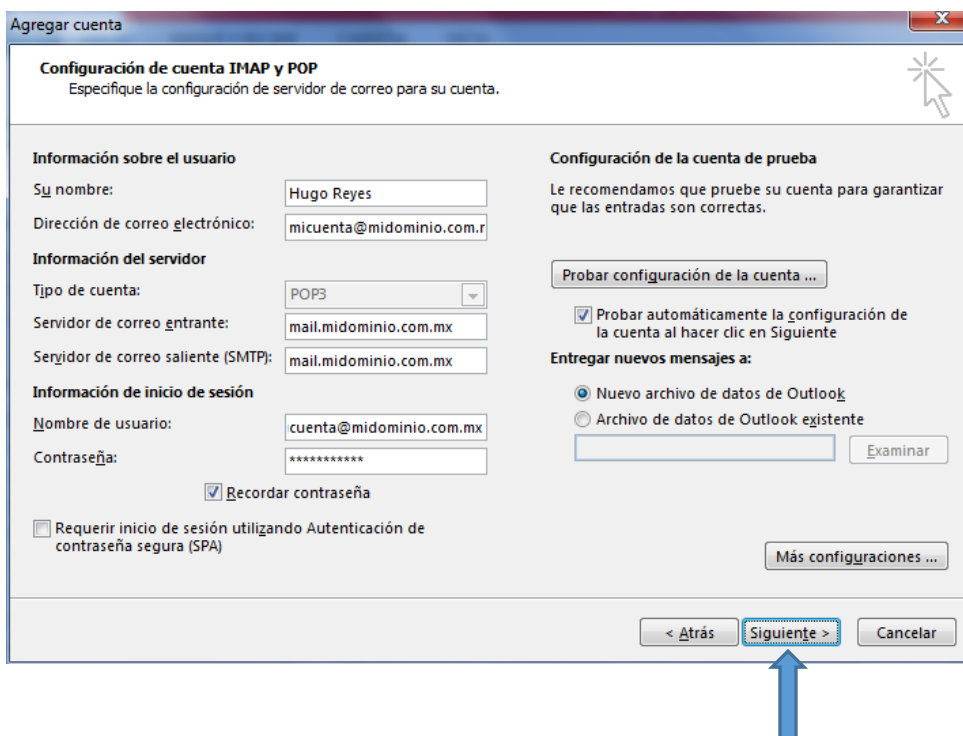 Agregar cuenta
x
Configuración de cuenta IMAP y POP
Especifique la configuración de servidor de correo para su cuenta.
Información sobre el usuario
Su nombre:
Hugo Reyes
Dirección de correo electrónico:
micuenta@midominio.com.r
Información del servidor
Tipo de cuenta:
POP3
Servidor de correo entrante:
mail.midominio.com.mx
Servidor de correo saliente (SMTP):
mail.midominio.com.mx
Información de inicio de sesión
Nombre de usuario:
cuenta@midominio.com.mx
Contraseña:
***********
Recordar contraseña
Requerir inicio de sesión utilizando Autenticación de
contraseña segura (SPA)
Configuración de la cuenta de prueba
Le recomendamos que pruebe su cuenta para garantizar
que las entradas son correctas.
Probar configuración de la cuenta ...
Probar automáticamente la configuración de
la cuenta al hacer clic en Siguiente
Entregar nuevos mensajes a:
Nuevo archivo de datos de Outlook
Archivo de datos de Outlook existente
Examinar
Más configuraciones ...
< Atrás
Siguiente >
Cancelar